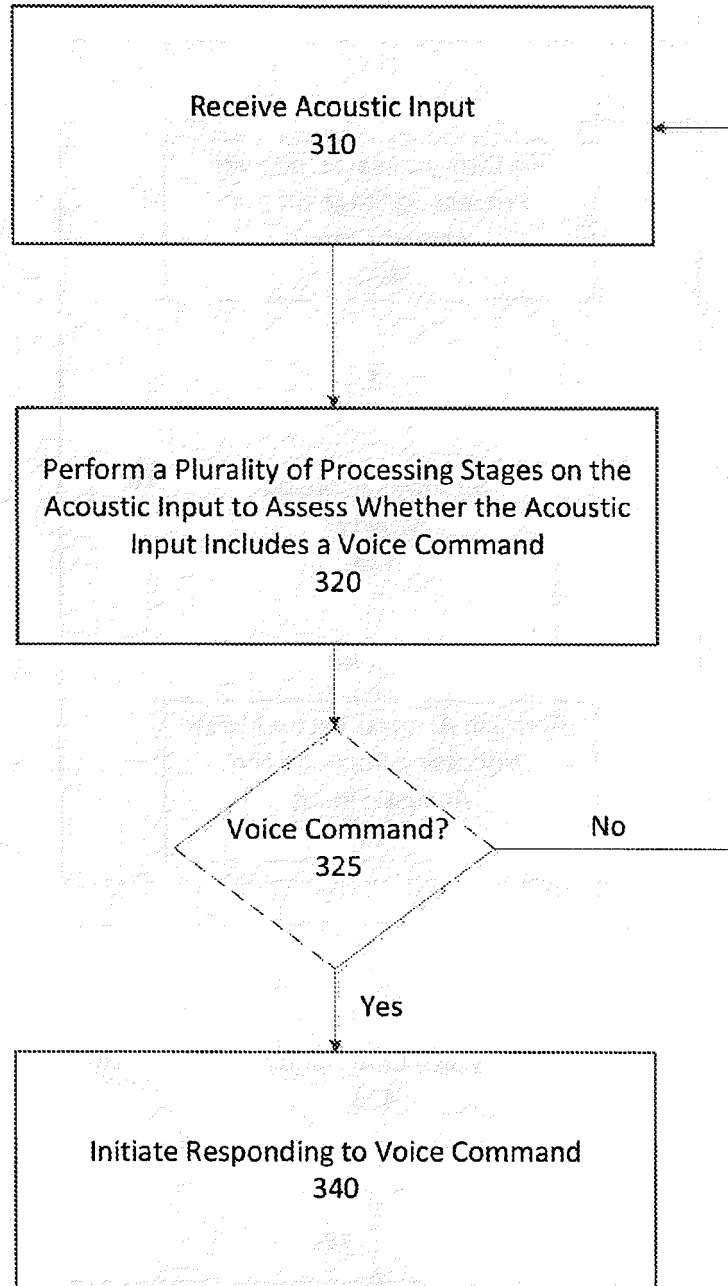 Receive Acoustic Input
310
Perform a Plurality of Processing Stages on the
Acoustic Input to Assess Whether the Acoustic
Input Includes a Voice Command
320
Voice Command?
325
No
Yes
Initiate Responding to Voice Command
340